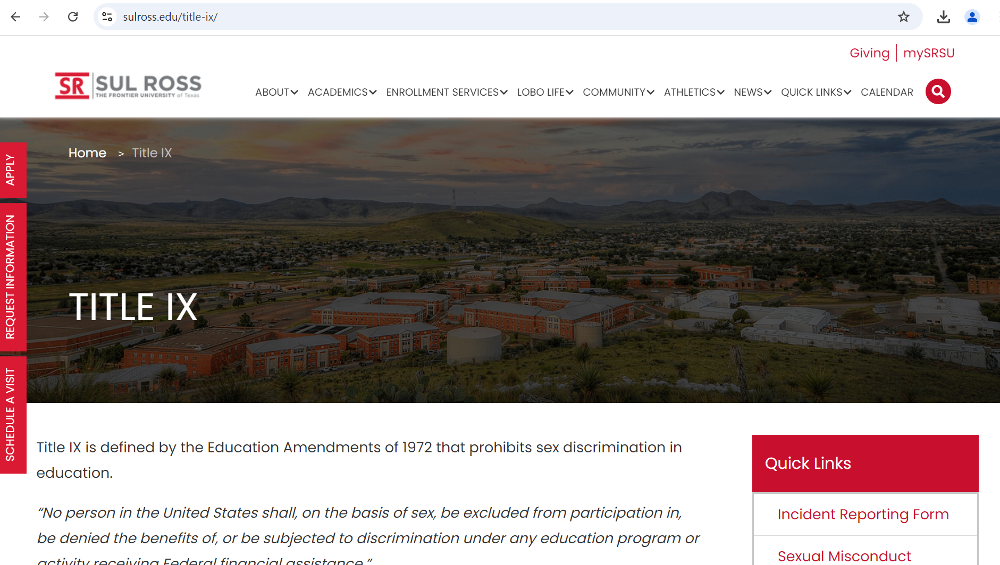 sulross.edu/title-ix/
Giving
mySRSU
SR
SUL ROSS
THE FRONTIER UNIVERSITY of Texas
ABOUT
ACADEMICS
ENROLLMENT SERVICES
LOBO LIFE
COMMUNITY
ATHLETICS
NEWS
QUICK LINKS
CALENDAR
Home > Title IX
APPLY
REQUEST INFORMATION
SCHEDULE A VISIT
TITLE IX
Title IX is defined by the Education Amendments of 1972 that prohibits sex discrimination in
education.
“No person in the United States shall, on the basis of sex, be excluded from participation in,
be denied the benefits of, or be subjected to discrimination under any education program or
activity receiving Federal financial assistance.”
Quick Links
Incident Reporting Form
Sexual Misconduct